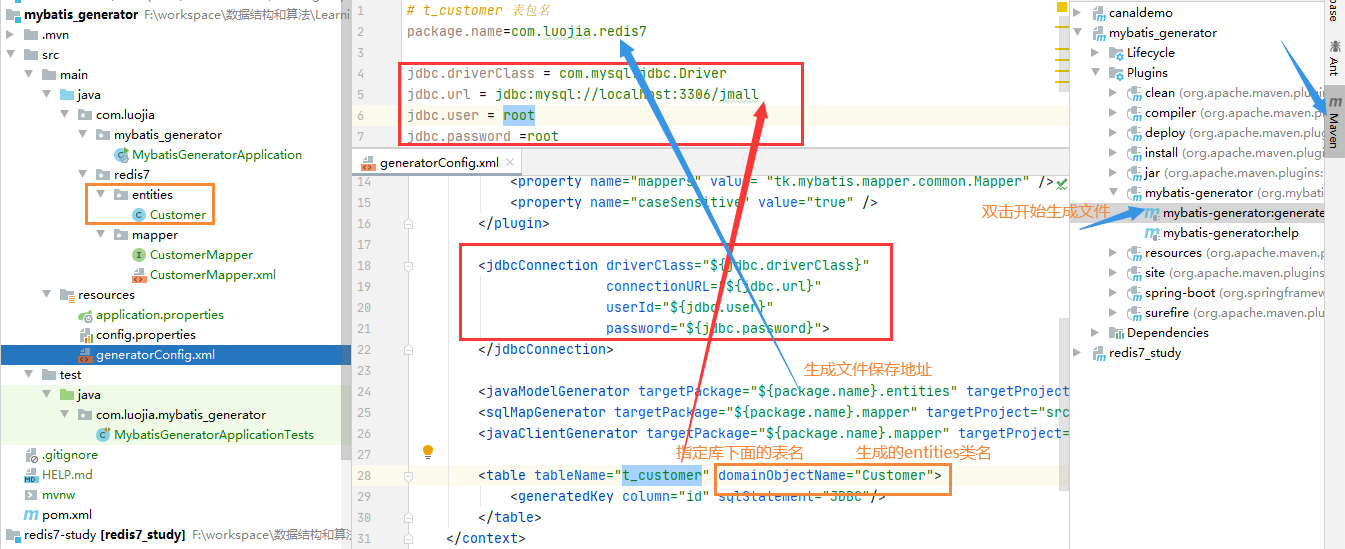 mybatis_generator F:\workspace\数据结构和算法\Learni
.mvn
src
main
java
com.luojia
mybatis_generator
MybatisGeneratorApplication
redis7
entities
Customer
mapper
CustomerMapper
CustomerMapper.xml
resources
application.properties
config.properties
generatorConfig.xml
test
java
com.luojia.mybatis_generator
MybatisGeneratorApplicationTests
.gitignore
HELP.md
mvnw
pom.xml
redis7-study [redis7_study] F:\workspace\数据结构和算法
1 # t_customer 表包名
2 package.name=com.luojia.redis7
3
4 jdbc.driverClass = com.mysql.jdbc.Driver
5 jdbc.url = jdbc:mysql://localhost:3306/jmall
6 jdbc.user = root
7 jdbc.password =root
generatorConfig.xml
14 <property name="mappers" value= "tk.mybatis.mapper.common.Mapper" />
15 <property name="caseSensitive" value="true" />
16 </plugin>
17
18 <jdbcConnection driverClass="${jdbc.driverClass}"
19 connectionURL="${jdbc.url}"
20 userId="${jdbc.user}"
21 password="${jdbc.password}">
22 </jdbcConnection>
23
生成文件保存地址
24 <javaModelGenerator targetPackage="${package.name}.entities" targetProject
25 <sqlMapGenerator targetPackage="${package.name}.mapper" targetProject="src
26 <javaClientGenerator targetPackage="${package.name}.mapper" targetProject=
27
指定库下面的表名 生成的entities类名
28 <table tableName="t_customer" domainObjectName="Customer">
29 <generatedKey column="id" sqlStatement="JDBC"/>
30 </table>
31 </context>
canaldemo
mybatis_generator
Lifecycle
Plugins
clean (org.apache.maven.plugins
compiler (org.apache.maven.plu
deploy (org.apache.maven.plugi
install (org.apache.maven.plugin
jar (org.apache.maven.plugins:
mybatis-generator (org.mybati
双击开始生成文件
mybatis-generator:generate
mybatis-generator:help
resources (org.apache.maven.pl
site (org.apache.maven.plugins
spring-boot (org.springframew
surefire (org.apache.maven.plug
Dependencies
redis7_study
base
Ant
Maven